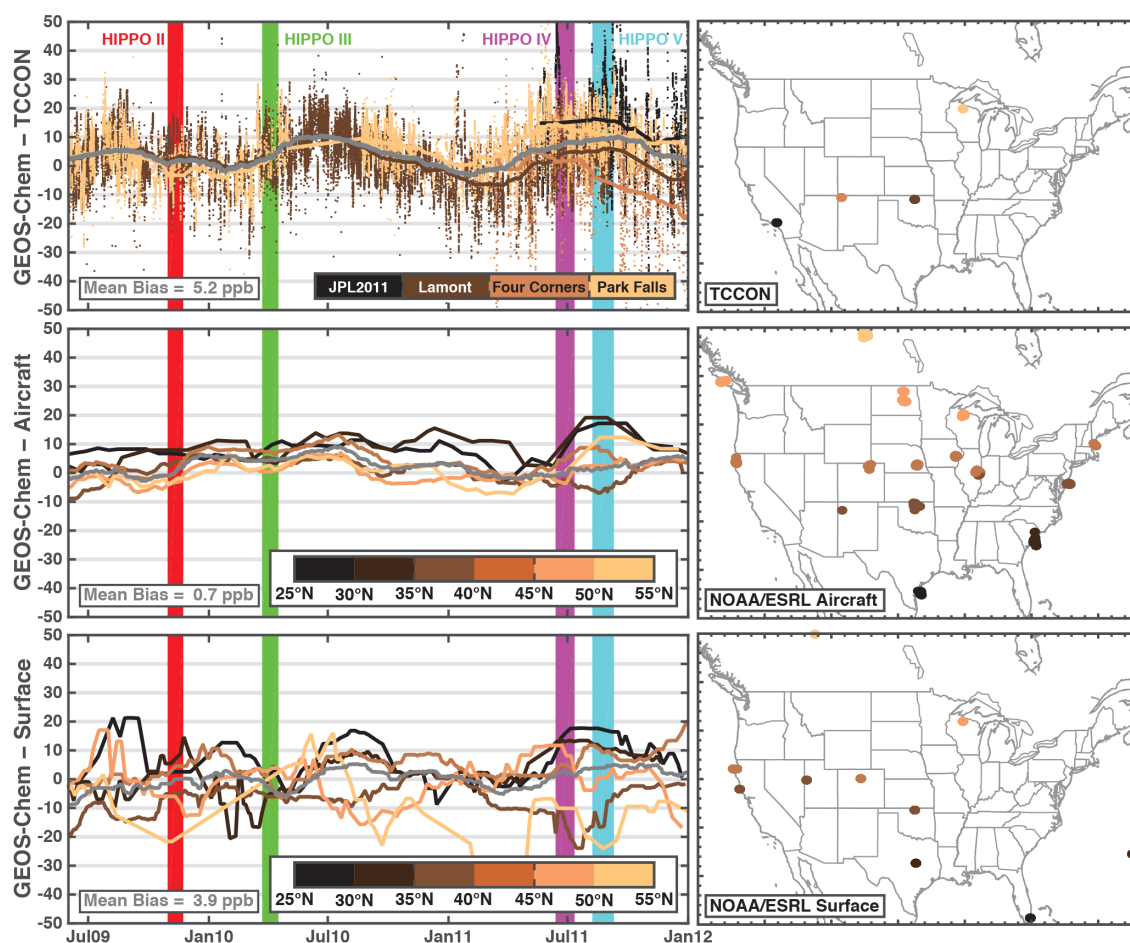 GEOS-Chem – TCCON
50
40
30
20
10
0
-10
-20
-30
-40
-50
HIPPO II
HIPPO III
HIPPO IV
HIPPO V
Mean Bias = 5.2 ppb
JPL2011 Lamont Four Corners Park Falls
TCCON
GEOS-Chem – Aircraft
50
40
30
20
10
0
-10
-20
-30
-40
-50
Mean Bias = 0.7 ppb
25°N 30°N 35°N 40°N 45°N 50°N 55°N
NOAA/ESRL Aircraft
GEOS-Chem – Surface
50
40
30
20
10
0
-10
-20
-30
-40
-50
Mean Bias = 3.9 ppb
25°N 30°N 35°N 40°N 45°N 50°N 55°N
NOAA/ESRL Surface
Jul09 Jan10 Jul10 Jan11 Jul11 Jan12